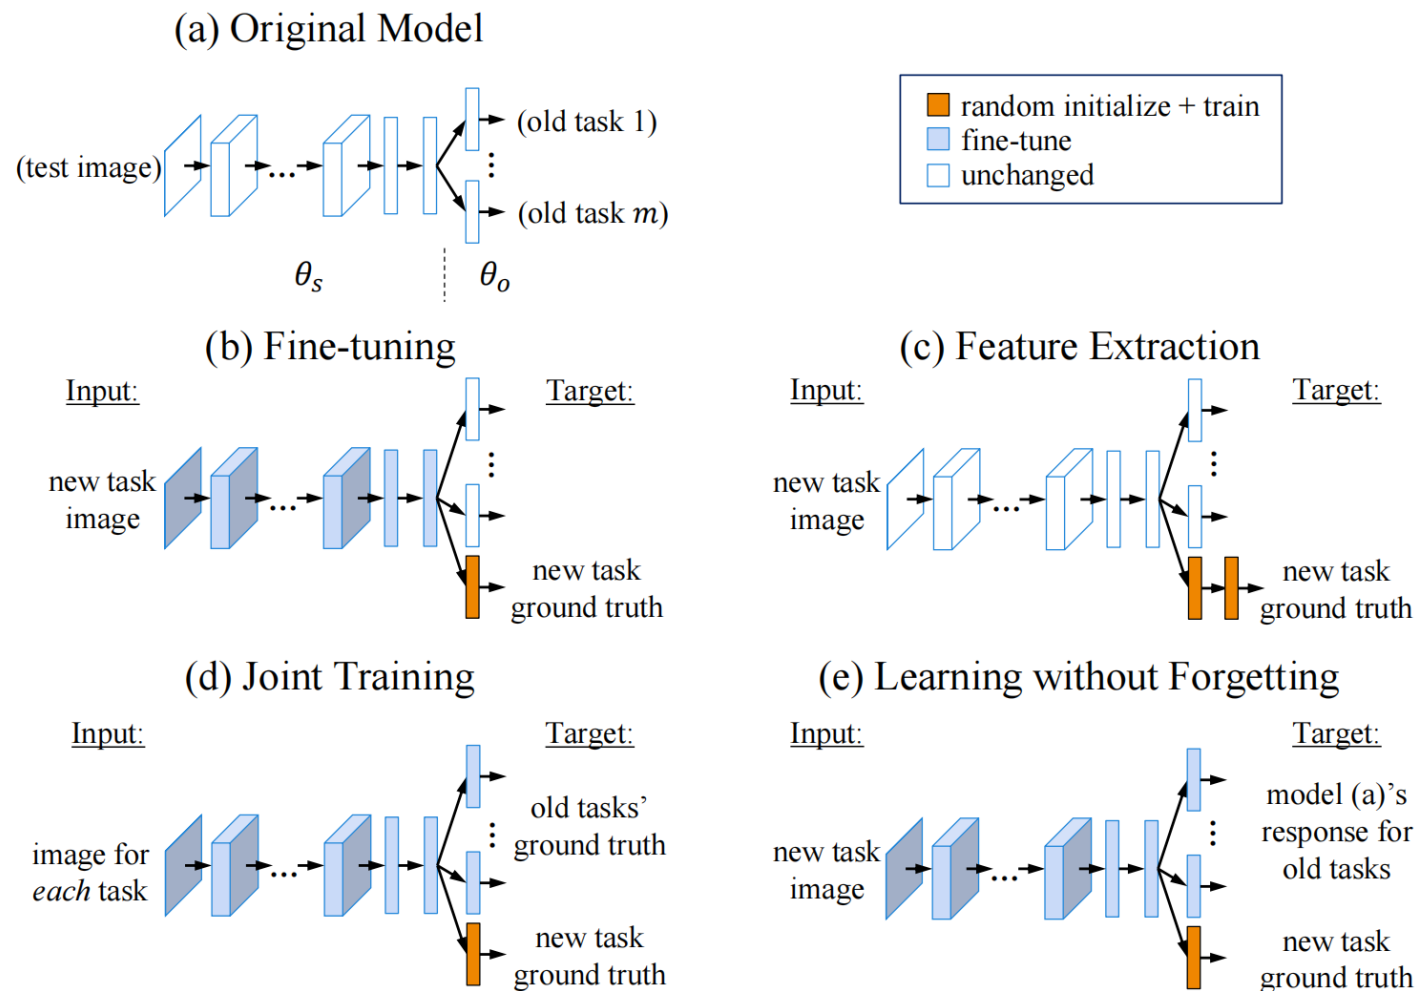 (a) Original Model
(test image)
...
(old task 1)
⋮
(old task m)
θs
θo
random initialize + train
fine-tune
unchanged
(b) Fine-tuning
Input:
Target:
new task
image
...
⋮
new task
ground truth
(c) Feature Extraction
Input:
Target:
new task
image
...
⋮
new task
ground truth
(d) Joint Training
Input:
Target:
image for
each task
...
old tasks’
⋮
ground truth
new task
ground truth
(e) Learning without Forgetting
Input:
Target:
new task
image
...
model (a)’s
⋮
response for
old tasks
new task
ground truth